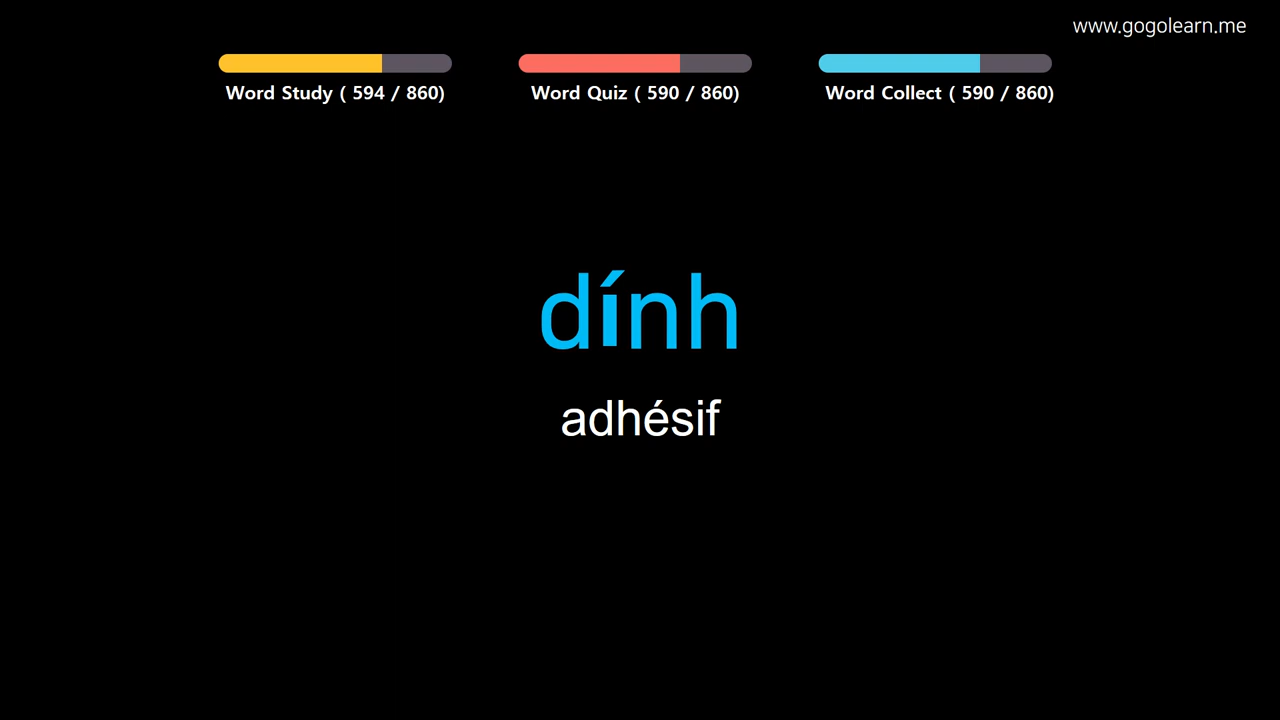 www.gogolearn.me
Word Study ( 594 / 860)
Word Quiz ( 590 / 860)
Word Collect ( 590 / 860)
dính
adhésif